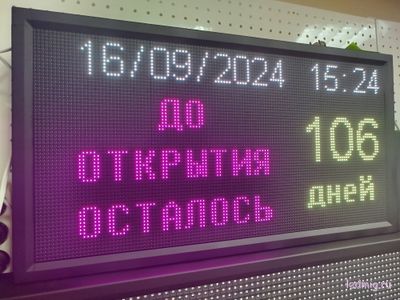 16/09/2024 15:24
ДО
ОТКРЫТИЯ
ОСТАЛОСЬ
106
дней